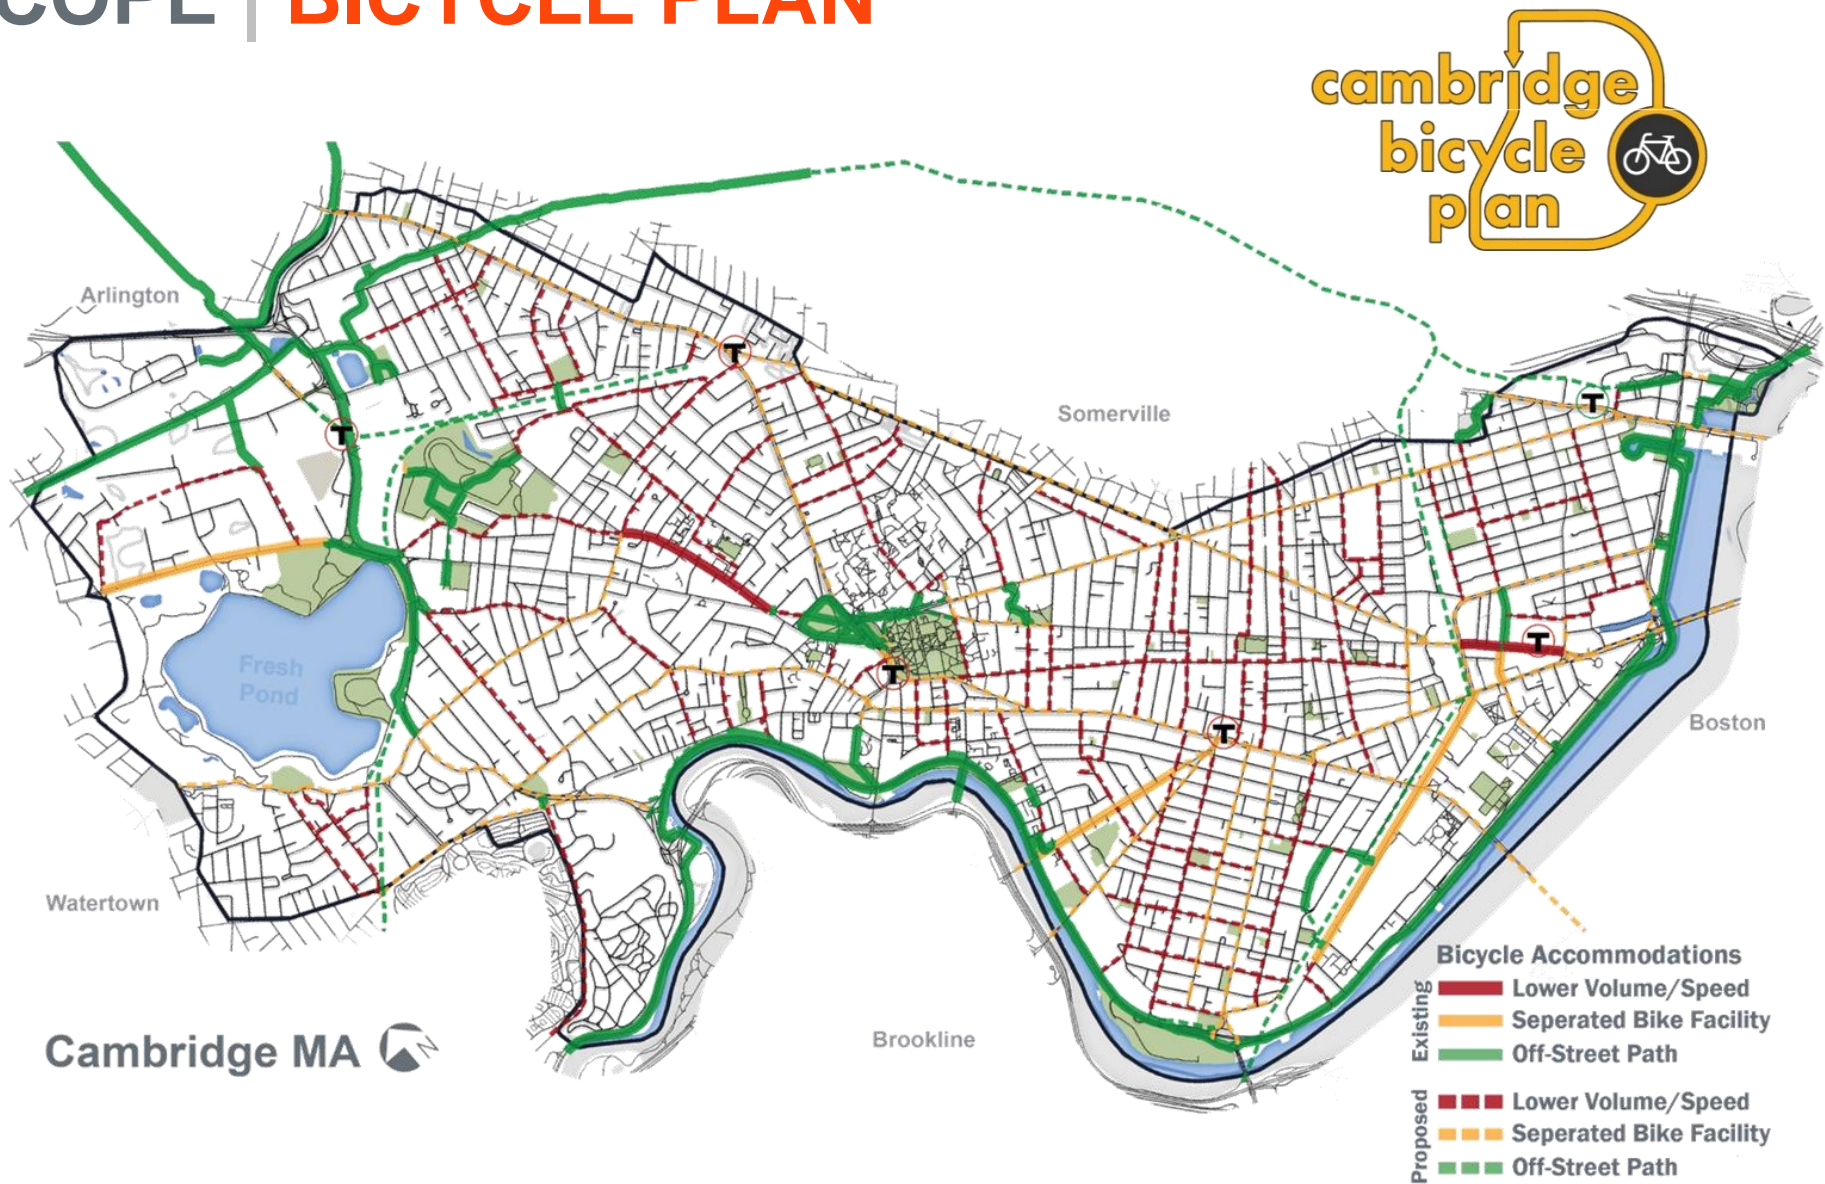 COPE | BICYCLE PLAN
cambridge
bicycle
plan
Arlington
Somerville
T
T
T
T
T
T
Fresh
Pond
Boston
Watertown
Brookline
Cambridge MA
N
Bicycle Accommodations
Existing
Lower Volume/Speed
Seperated Bike Facility
Off-Street Path
Proposed
Lower Volume/Speed
Seperated Bike Facility
Off-Street Path